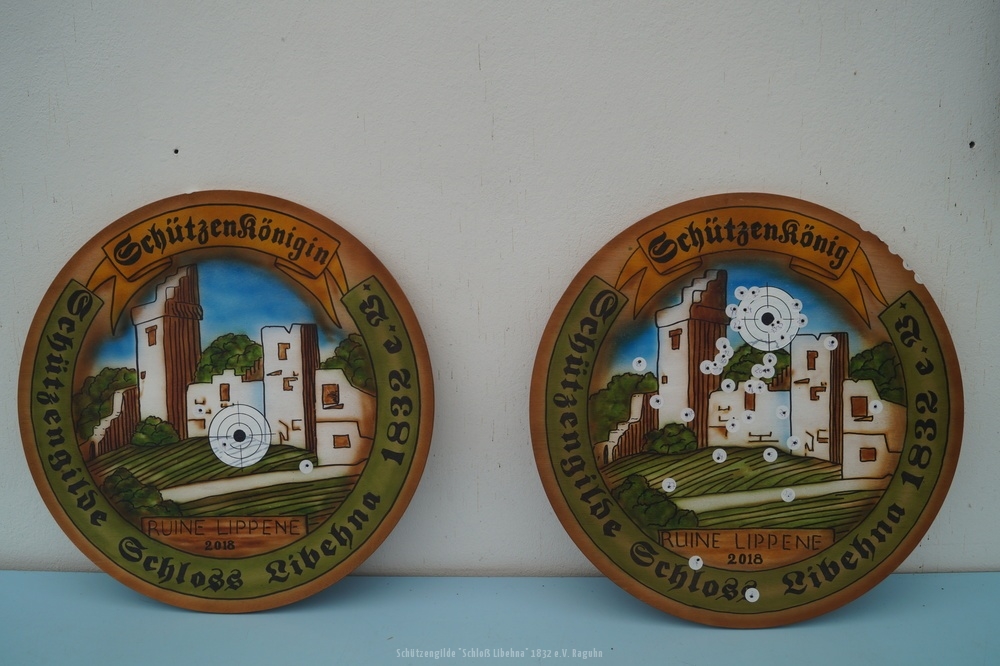 SchützenKönigin
Schützengilde Schloss Libehna 1832 e.V.
RUINE LIPPENE
2018
SchützenKönig
Schützengilde Schloss Libehna 1832 e.V.
RUINE LIPPENE
2018
Schützengilde "Schloß Libehna" 1832 e.V. Raguhn